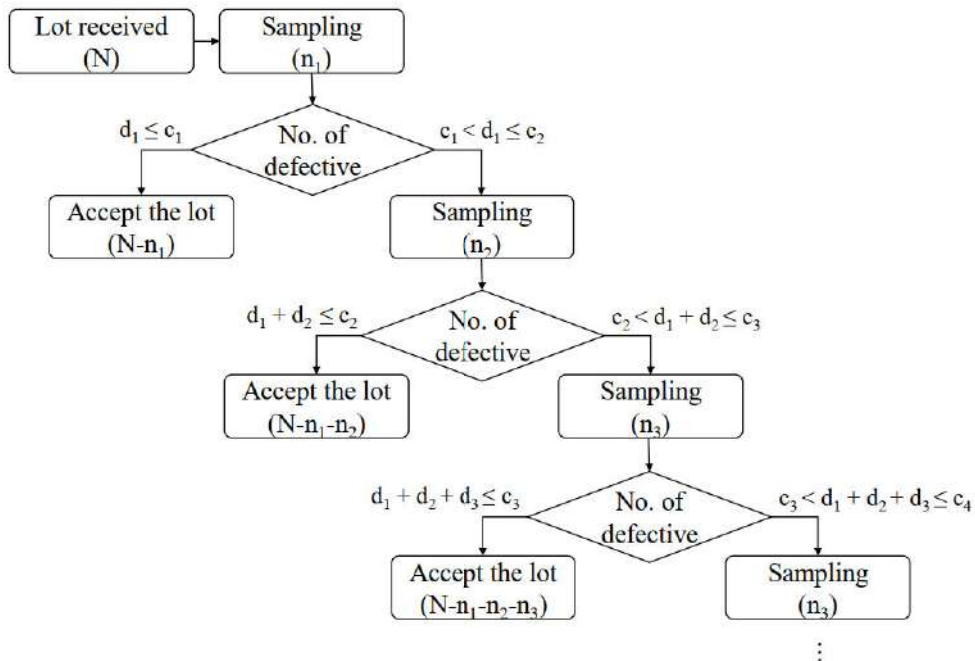 Lot received
(N)
Sampling
(n₁)
d₁ ≤ c₁
No. of
defective
c₁ < d₁ ≤ c₂
Accept the lot
(N-n₁)
Sampling
(n₂)
d₁ + d₂ ≤ c₂
No. of
defective
c₂ < d₁ + d₂ ≤ c₃
Accept the lot
(N-n₁-n₂)
Sampling
(n₃)
d₁ + d₂ + d₃ ≤ c₃
No. of
defective
c₃ < d₁ + d₂ + d₃ ≤ c₄
Accept the lot
(N-n₁-n₂-n₃)
Sampling
(n₃)
⋮